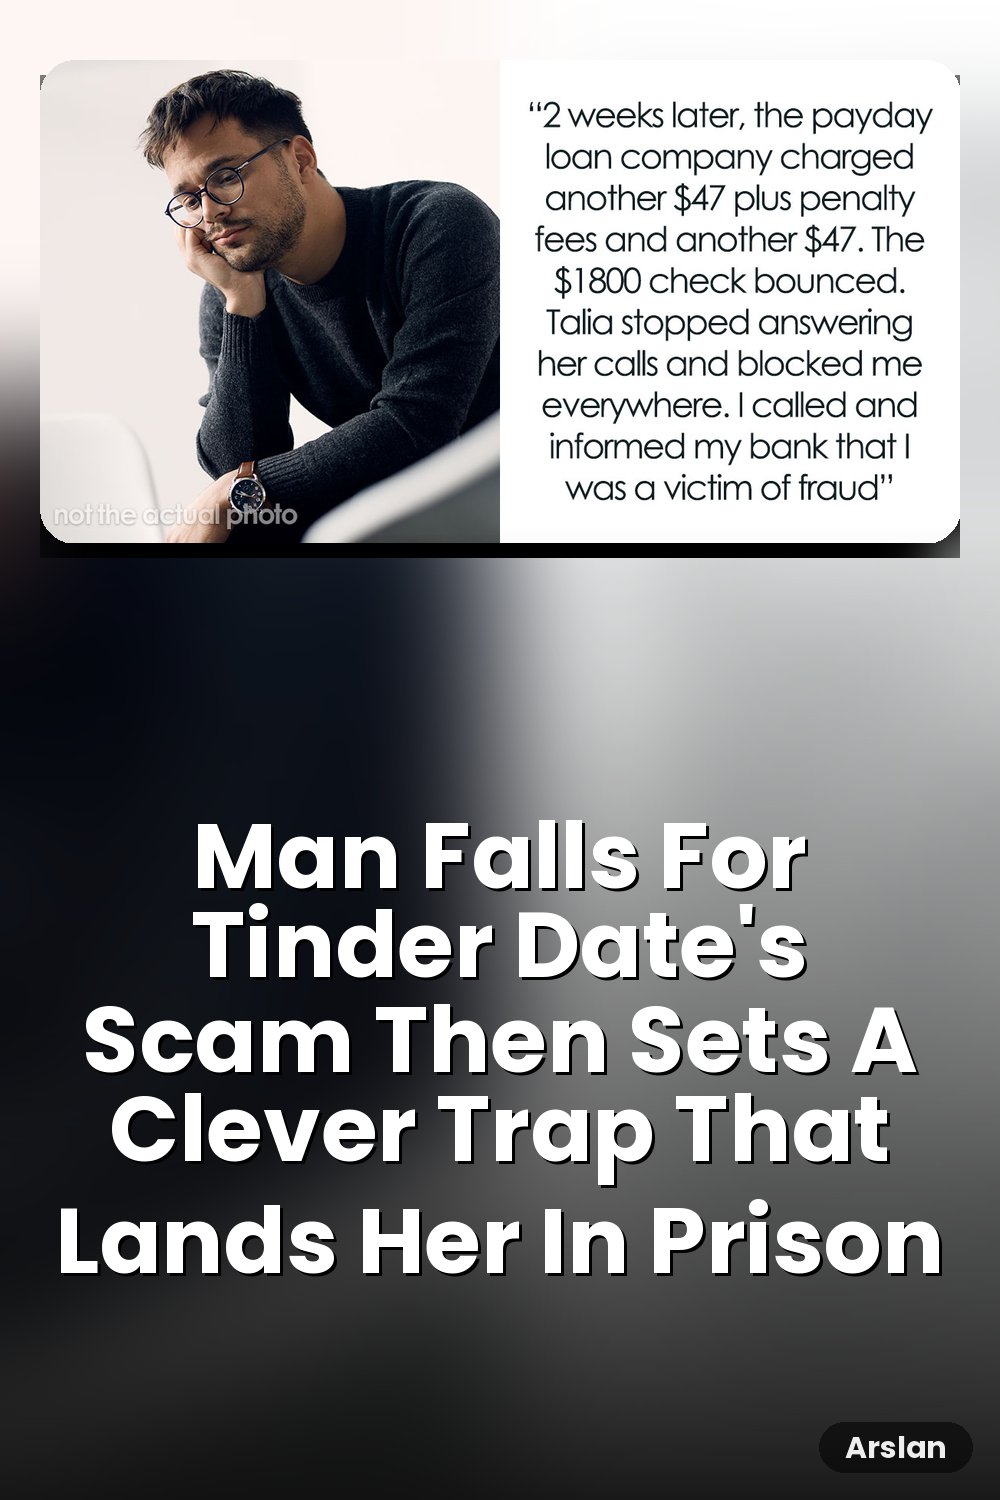 “2 weeks later, the payday
loan company charged
another $47 plus penalty
fees and another $47. The
$1800 check bounced.
Talia stopped answering
her calls and blocked me
everywhere. I called and
informed my bank that I
was a victim of fraud”
not the actual photo
Man Falls For
Tinder Date's
Scam Then Sets A
Clever Trap That
Lands Her In Prison
Arslan